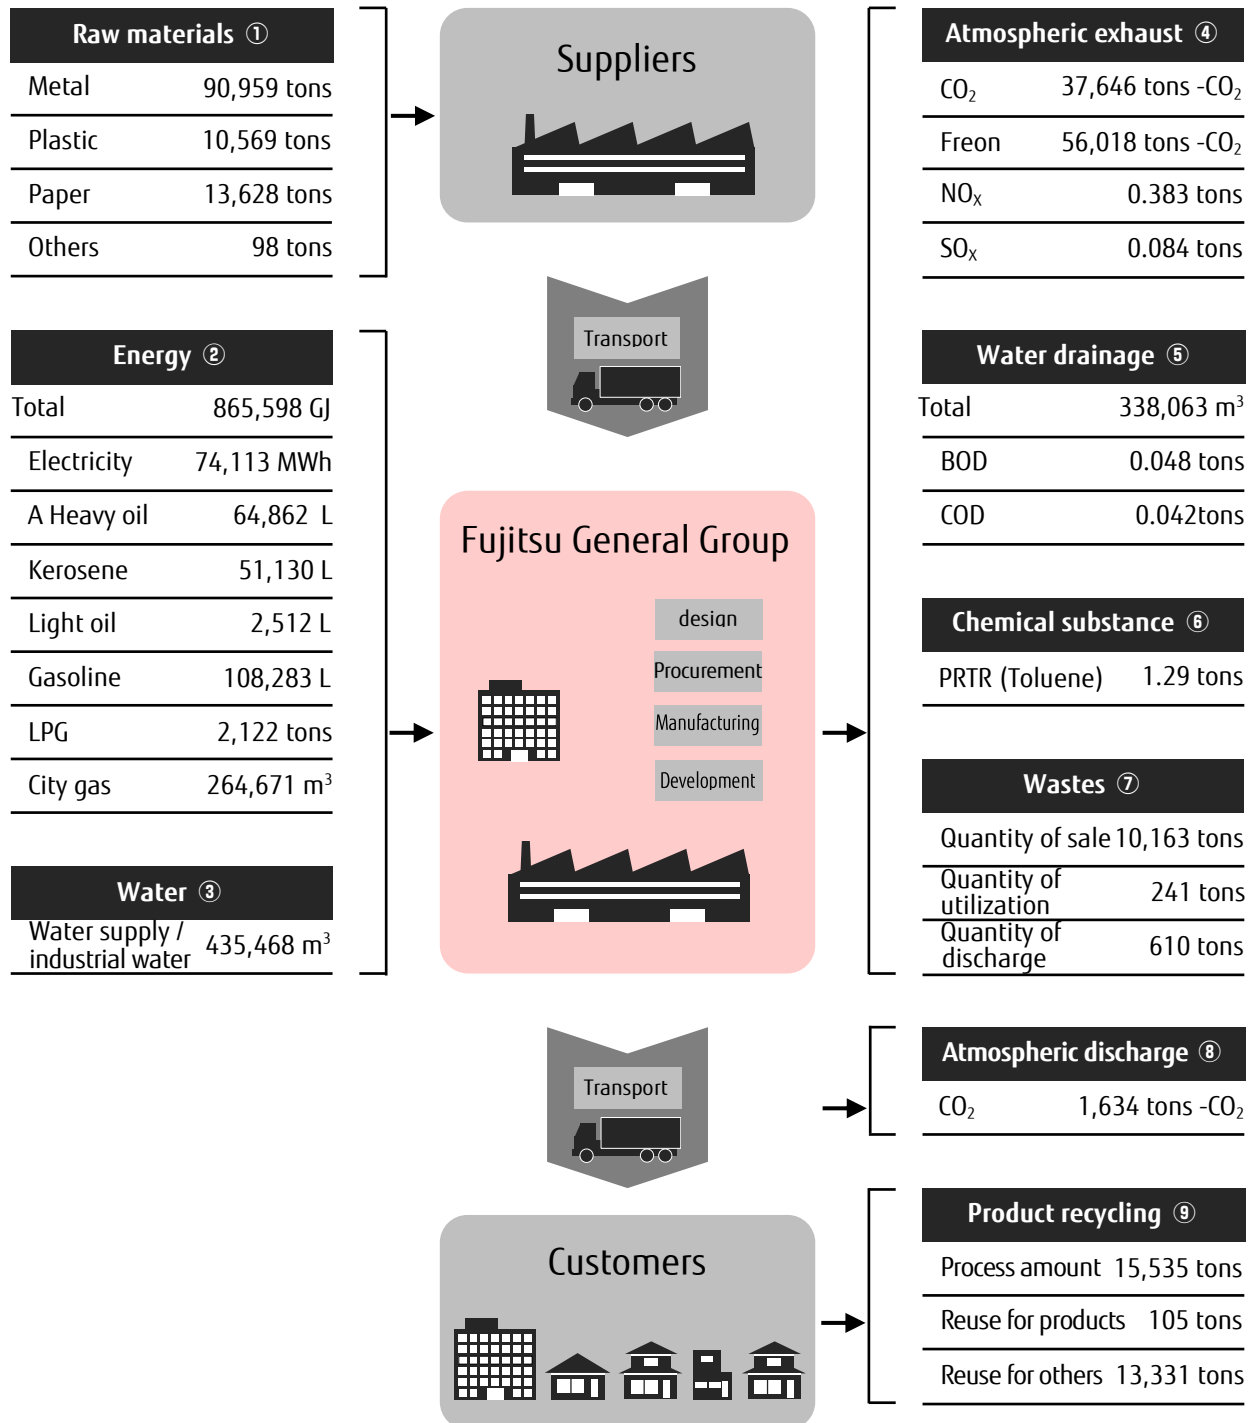 Raw materials ①
Metal 90,959 tons
Plastic 10,569 tons
Paper 13,628 tons
Others 98 tons
Energy ②
Total 865,598 GJ
Electricity 74,113 MWh
A Heavy oil 64,862 L
Kerosene 51,130 L
Light oil 2,512 L
Gasoline 108,283 L
LPG 2,122 tons
City gas 264,671 m³
Water ③
Water supply /
industrial water 435,468 m³
Suppliers
Transport
Fujitsu General Group
design
Procurement
Manufacturing
Development
Transport
Customers
Atmospheric exhaust ④
CO₂ 37,646 tons -CO₂
Freon 56,018 tons -CO₂
NOₓ 0.383 tons
SOₓ 0.084 tons
Water drainage ⑤
Total 338,063 m³
BOD 0.048 tons
COD 0.042tons
Chemical substance ⑥
PRTR (Toluene) 1.29 tons
Wastes ⑦
Quantity of sale 10,163 tons
Quantity of
utilization 241 tons
Quantity of
discharge 610 tons
Atmospheric discharge ⑧
CO₂ 1,634 tons -CO₂
Product recycling ⑨
Process amount 15,535 tons
Reuse for products 105 tons
Reuse for others 13,331 tons